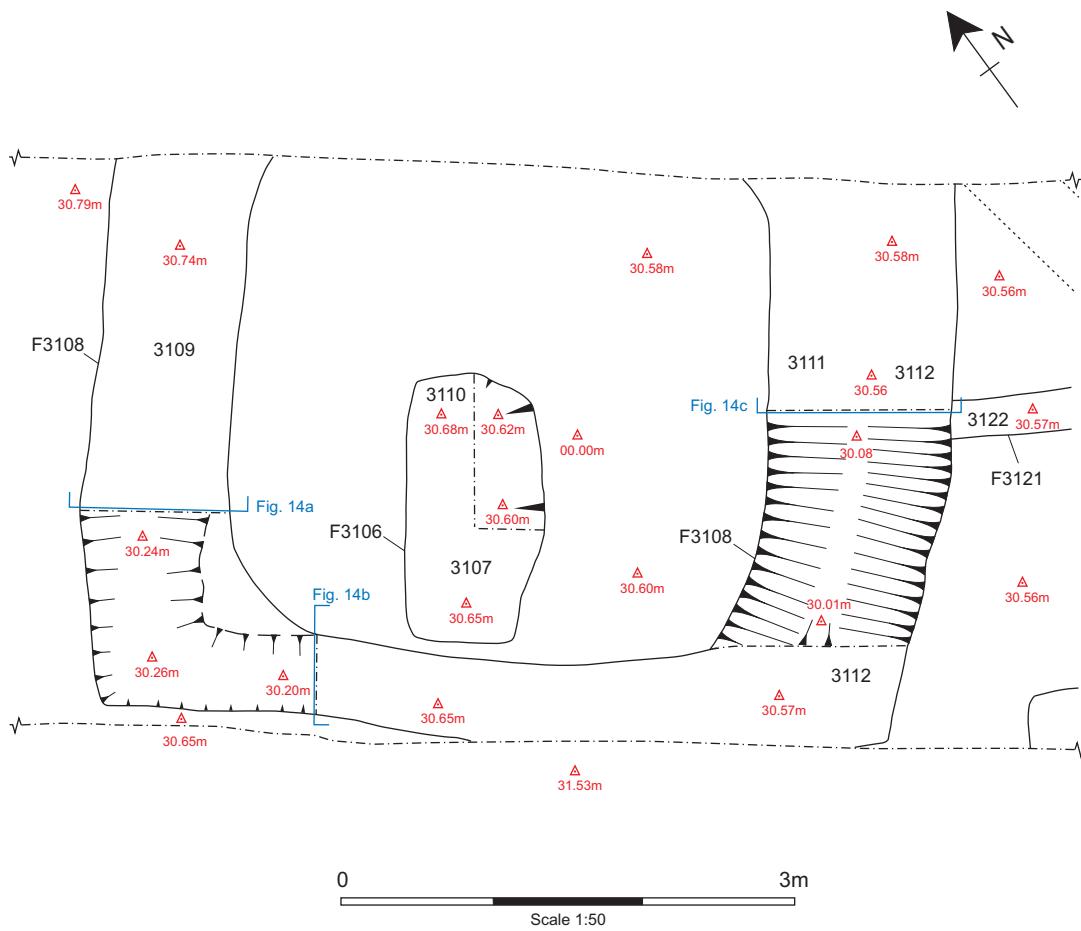 N
30.79m
30.74m
30.58m
30.58m
30.56m
F3108
3109
3111
30.56
3112
3110
30.68m
30.62m
Fig. 14c
3122
30.57m
00.00m
30.08
F3121
Fig. 14a
30.60m
F3106
F3108
30.24m
3107
30.60m
30.56m
Fig. 14b
30.65m
30.01m
30.26m
30.20m
3112
30.65m
30.57m
30.65m
31.53m
0 3m
Scale 1:50